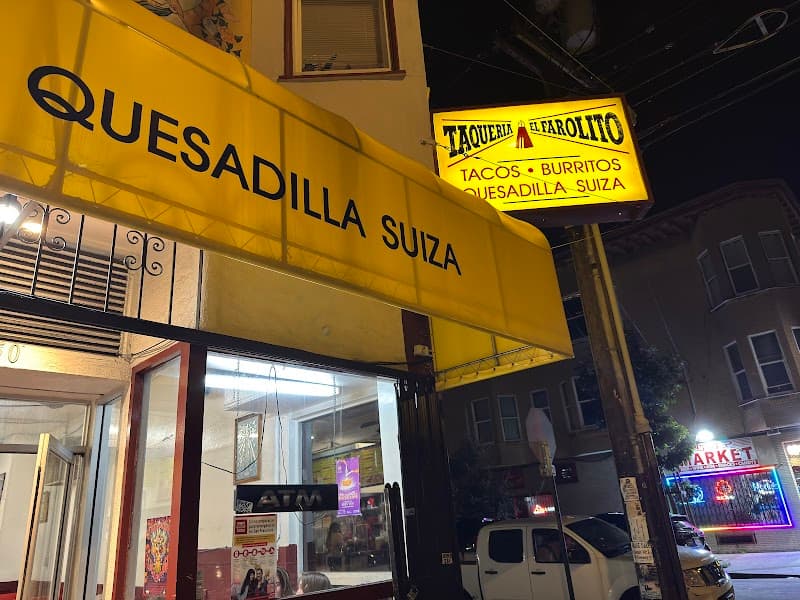 QUESADILLA SUIZA
TAQUERIA EL FAROLITO
TACOS • BURRITOS
QUESADILLA SUIZA
ATM
MARKET